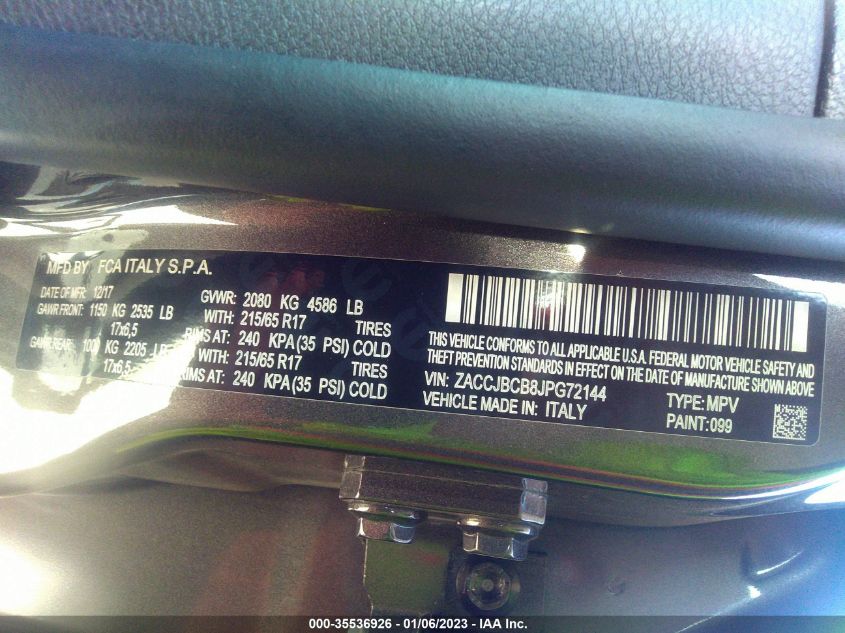 MFD BY FCA ITALY S.P.A.
DATE OF MFR: 12/17 GVWR: 2080 KG 4586 LB
GAWR FRONT: 1150 KG 2535 LB WITH: 215/65 R17 TIRES
17x6,5 RIMS AT: 240 KPA(35 PSI) COLD
GAWR REAR: 1000 KG 2205 LB WITH: 215/65 R17 TIRES
17x6,5 RIMS AT: 240 KPA(35 PSI) COLD
THIS VEHICLE CONFORMS TO ALL APPLICABLE U.S.A. FEDERAL MOTOR VEHICLE SAFETY AND
THEFT PREVENTION STANDARDS IN EFFECT ON THE DATE OF MANUFACTURE SHOWN ABOVE
VIN: ZACCJBCB8JPG72144 TYPE: MPV
VEHICLE MADE IN: ITALY PAINT: 099
000-35536926 - 01/06/2023 - IAA Inc.